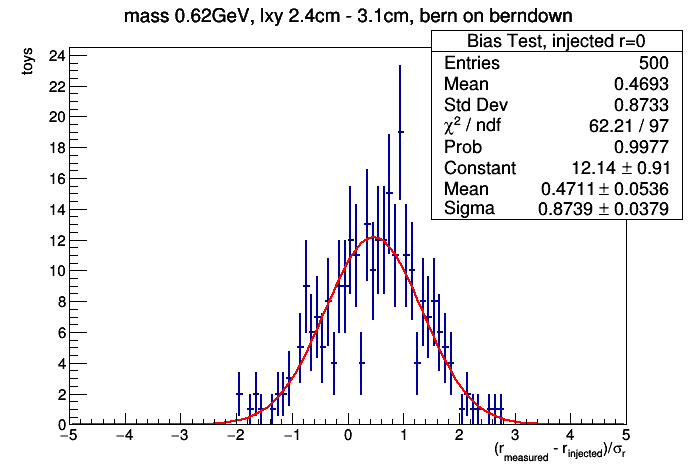 mass 0.62GeV, lxy 2.4cm - 3.1cm, bern on berndown
Bias Test, injected r=0
Entries 500
Mean 0.4693
Std Dev 0.8733
χ² / ndf 62.21 / 97
Prob 0.9977
Constant 12.14 ± 0.91
Mean 0.4711 ± 0.0536
Sigma 0.8739 ± 0.0379
toys
24
22
20
18
16
14
12
10
8
6
4
2
0
−5 −4 −3 −2 −1 0 1 2 3 4 5
(r_measured - r_injected)/σ_r